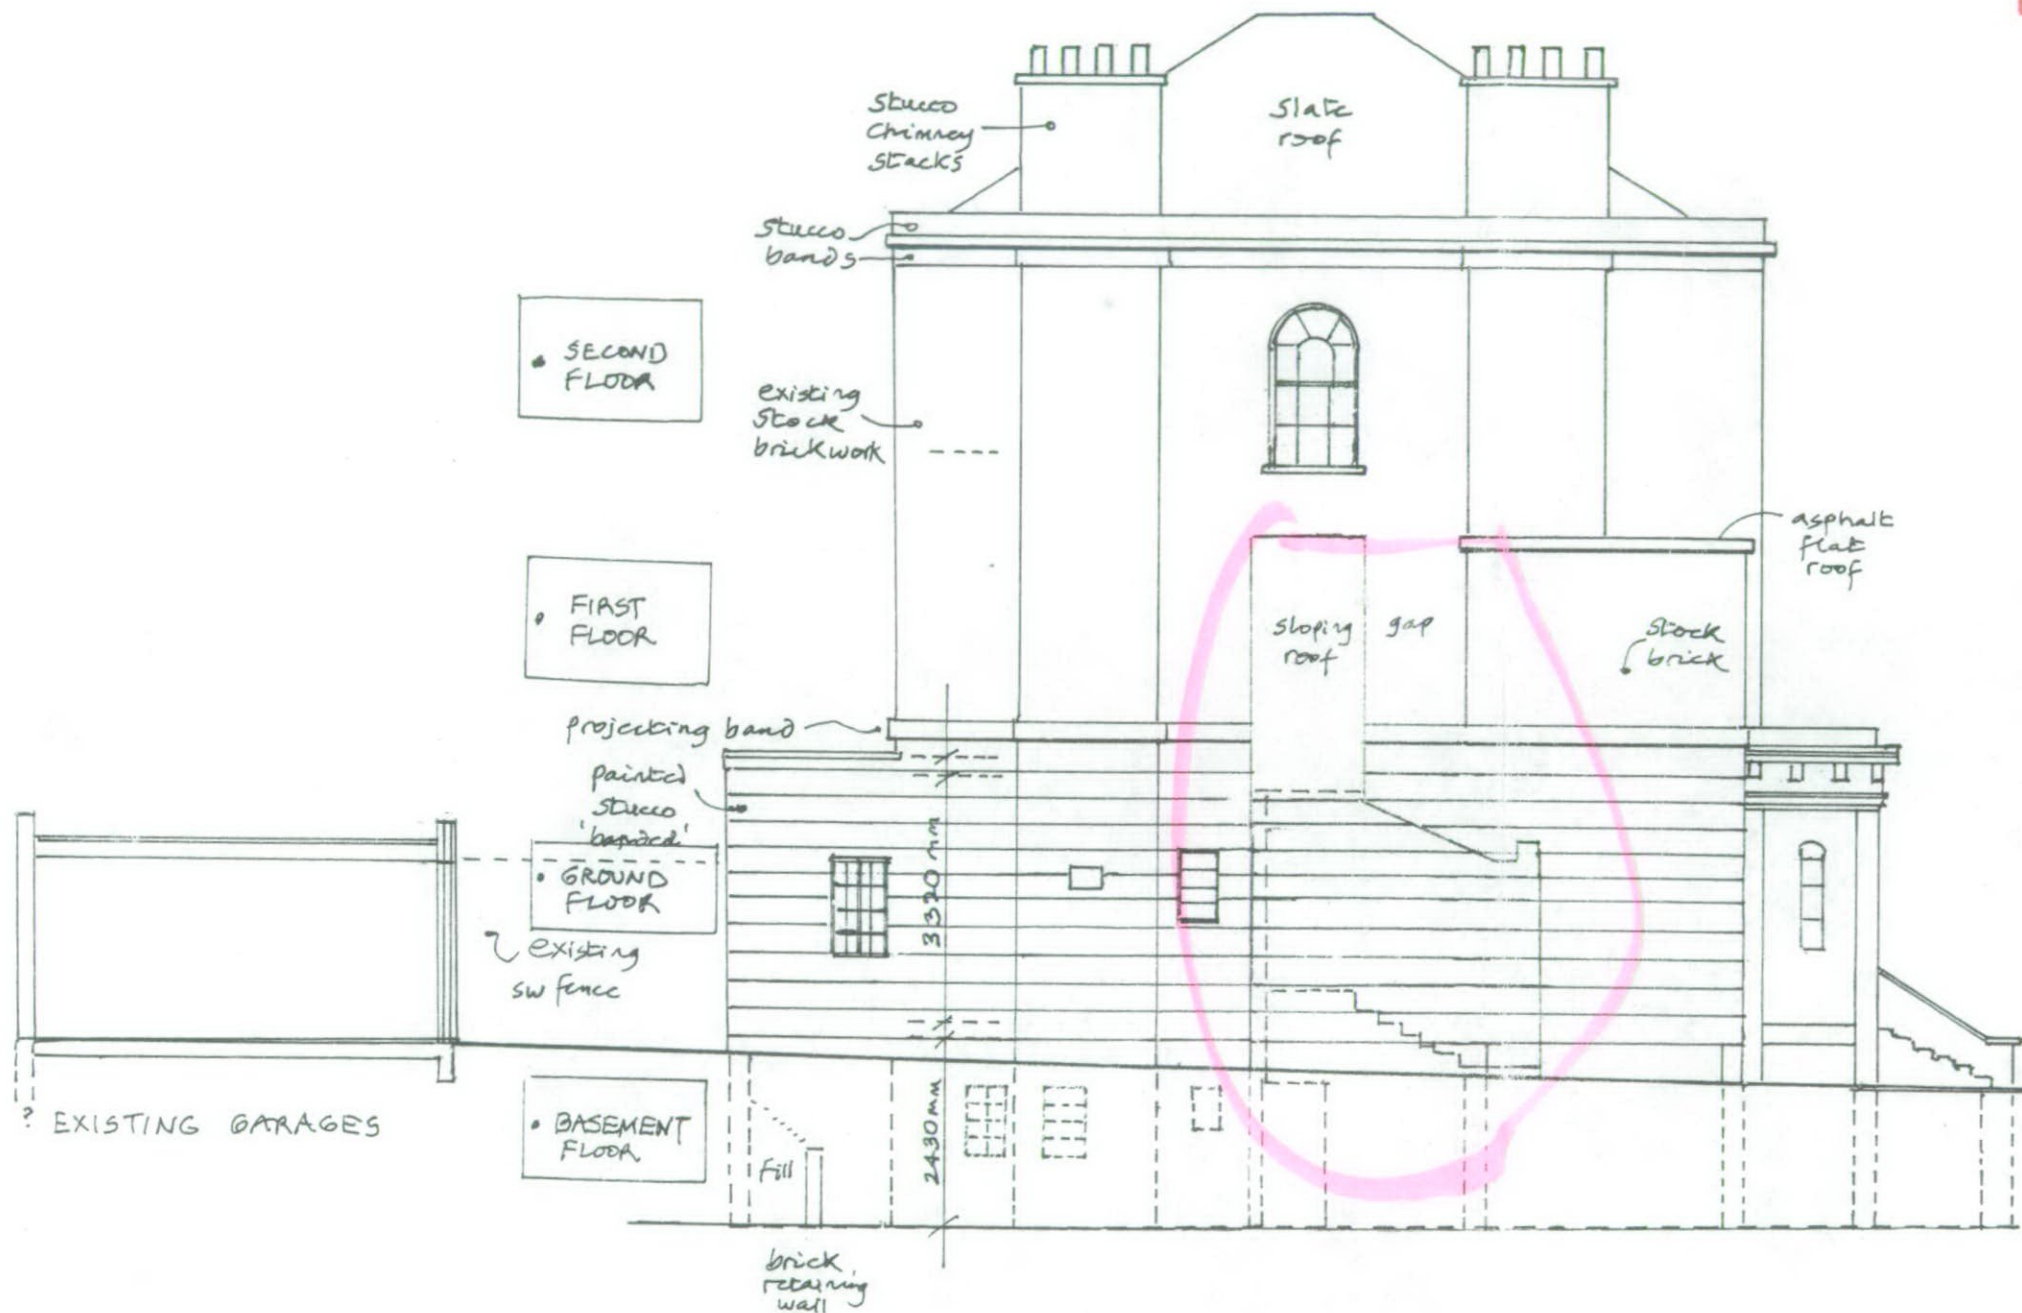 stucco
chimney
stacks
slate
roof
stucco
bands
• SECOND
FLOOR
existing
stock
brickwork
asphalt
flat
roof
• FIRST
FLOOR
sloping
roof
gap
stock
brick
projecting band
painted
stucco
'banded'
• GROUND
FLOOR
3320 mm
existing
sw fence
? EXISTING GARAGES
• BASEMENT
FLOOR
Fill
2430mm
brick
retaining
wall